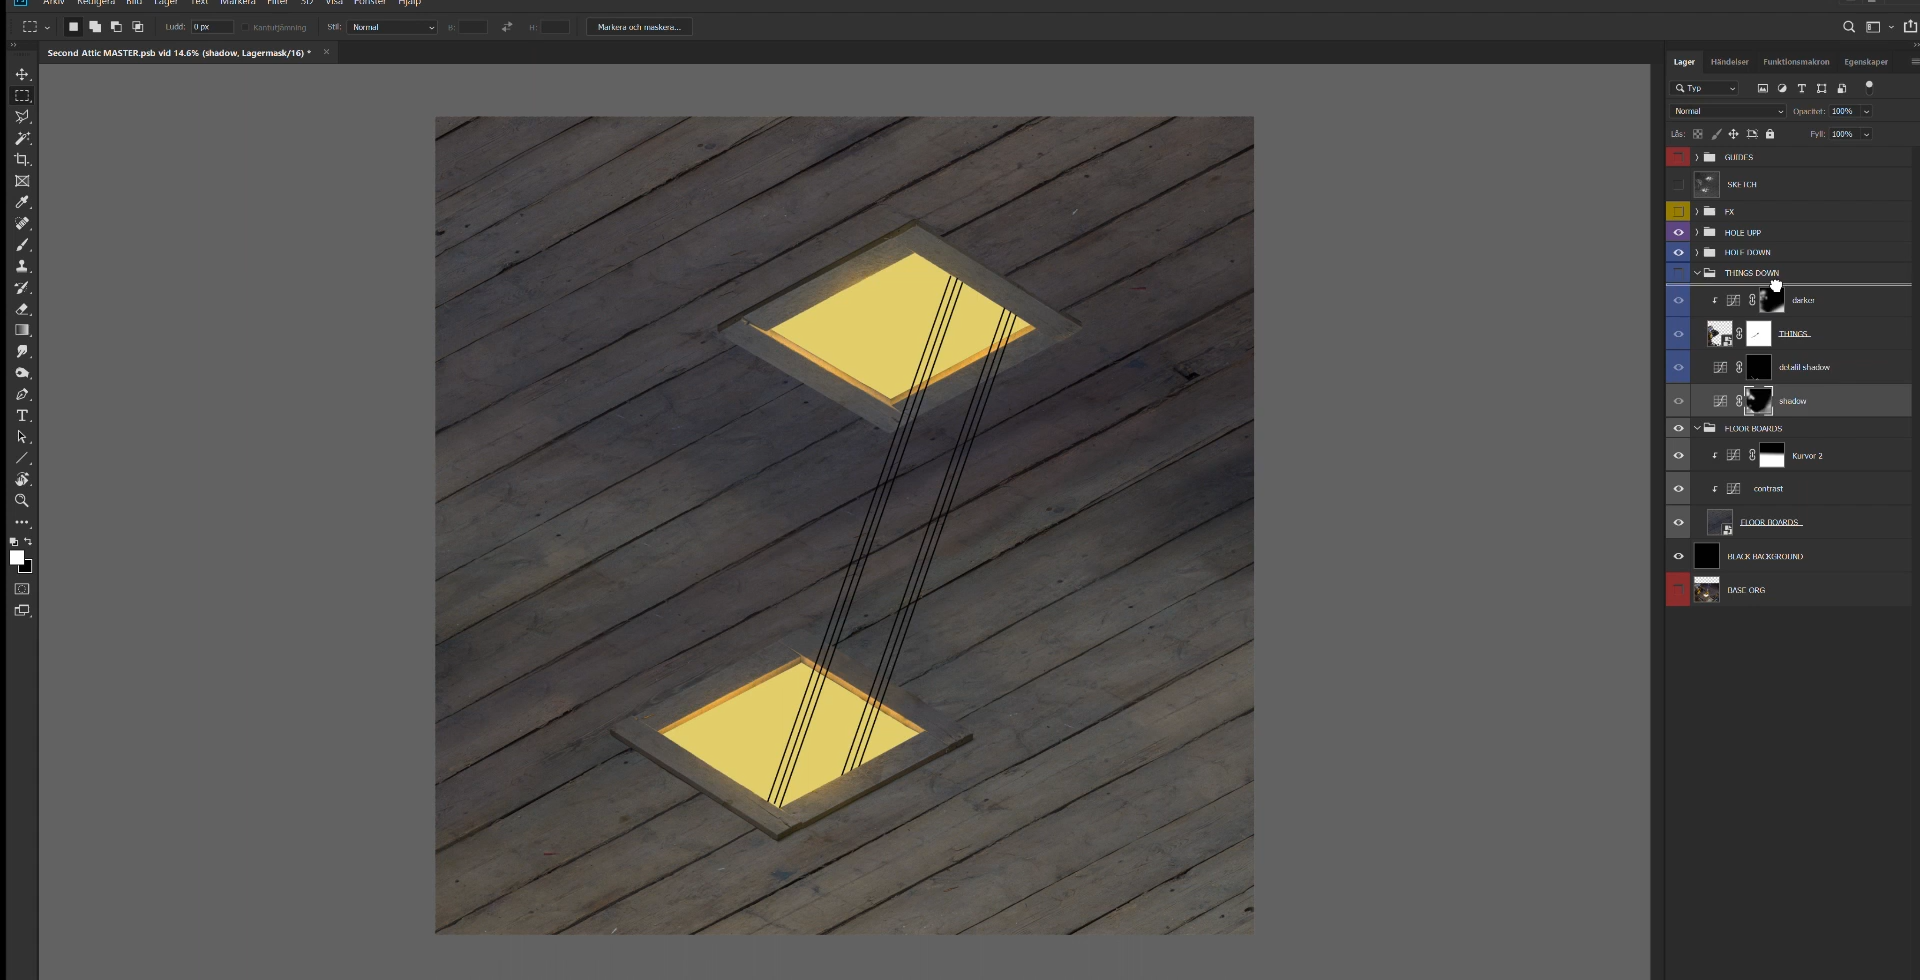 Arkiv Redigera Bild Lager Text Markera Filter 3D Visa Fönster Hjälp
Ludd: 0 px Kantutjämning Stil: Normal B: H: Markera och maskera...
Second Attic MASTER.psb vid 14.6% (shadow, Lagermask/16) *
Lager Händelser Funktionsmakron Egenskaper
Typ
Normal Opacitet: 100%
Lås: Fyll: 100%
GUIDES
SKETCH
FX
HOLE UPP
HOLE DOWN
THINGS DOWN
darker
THINGS
detalil shadow
shadow
FLOOR BOARDS
Kurvor 2
contrast
FLOOR BOARDS
BLACK BACKGROUND
BASE ORG